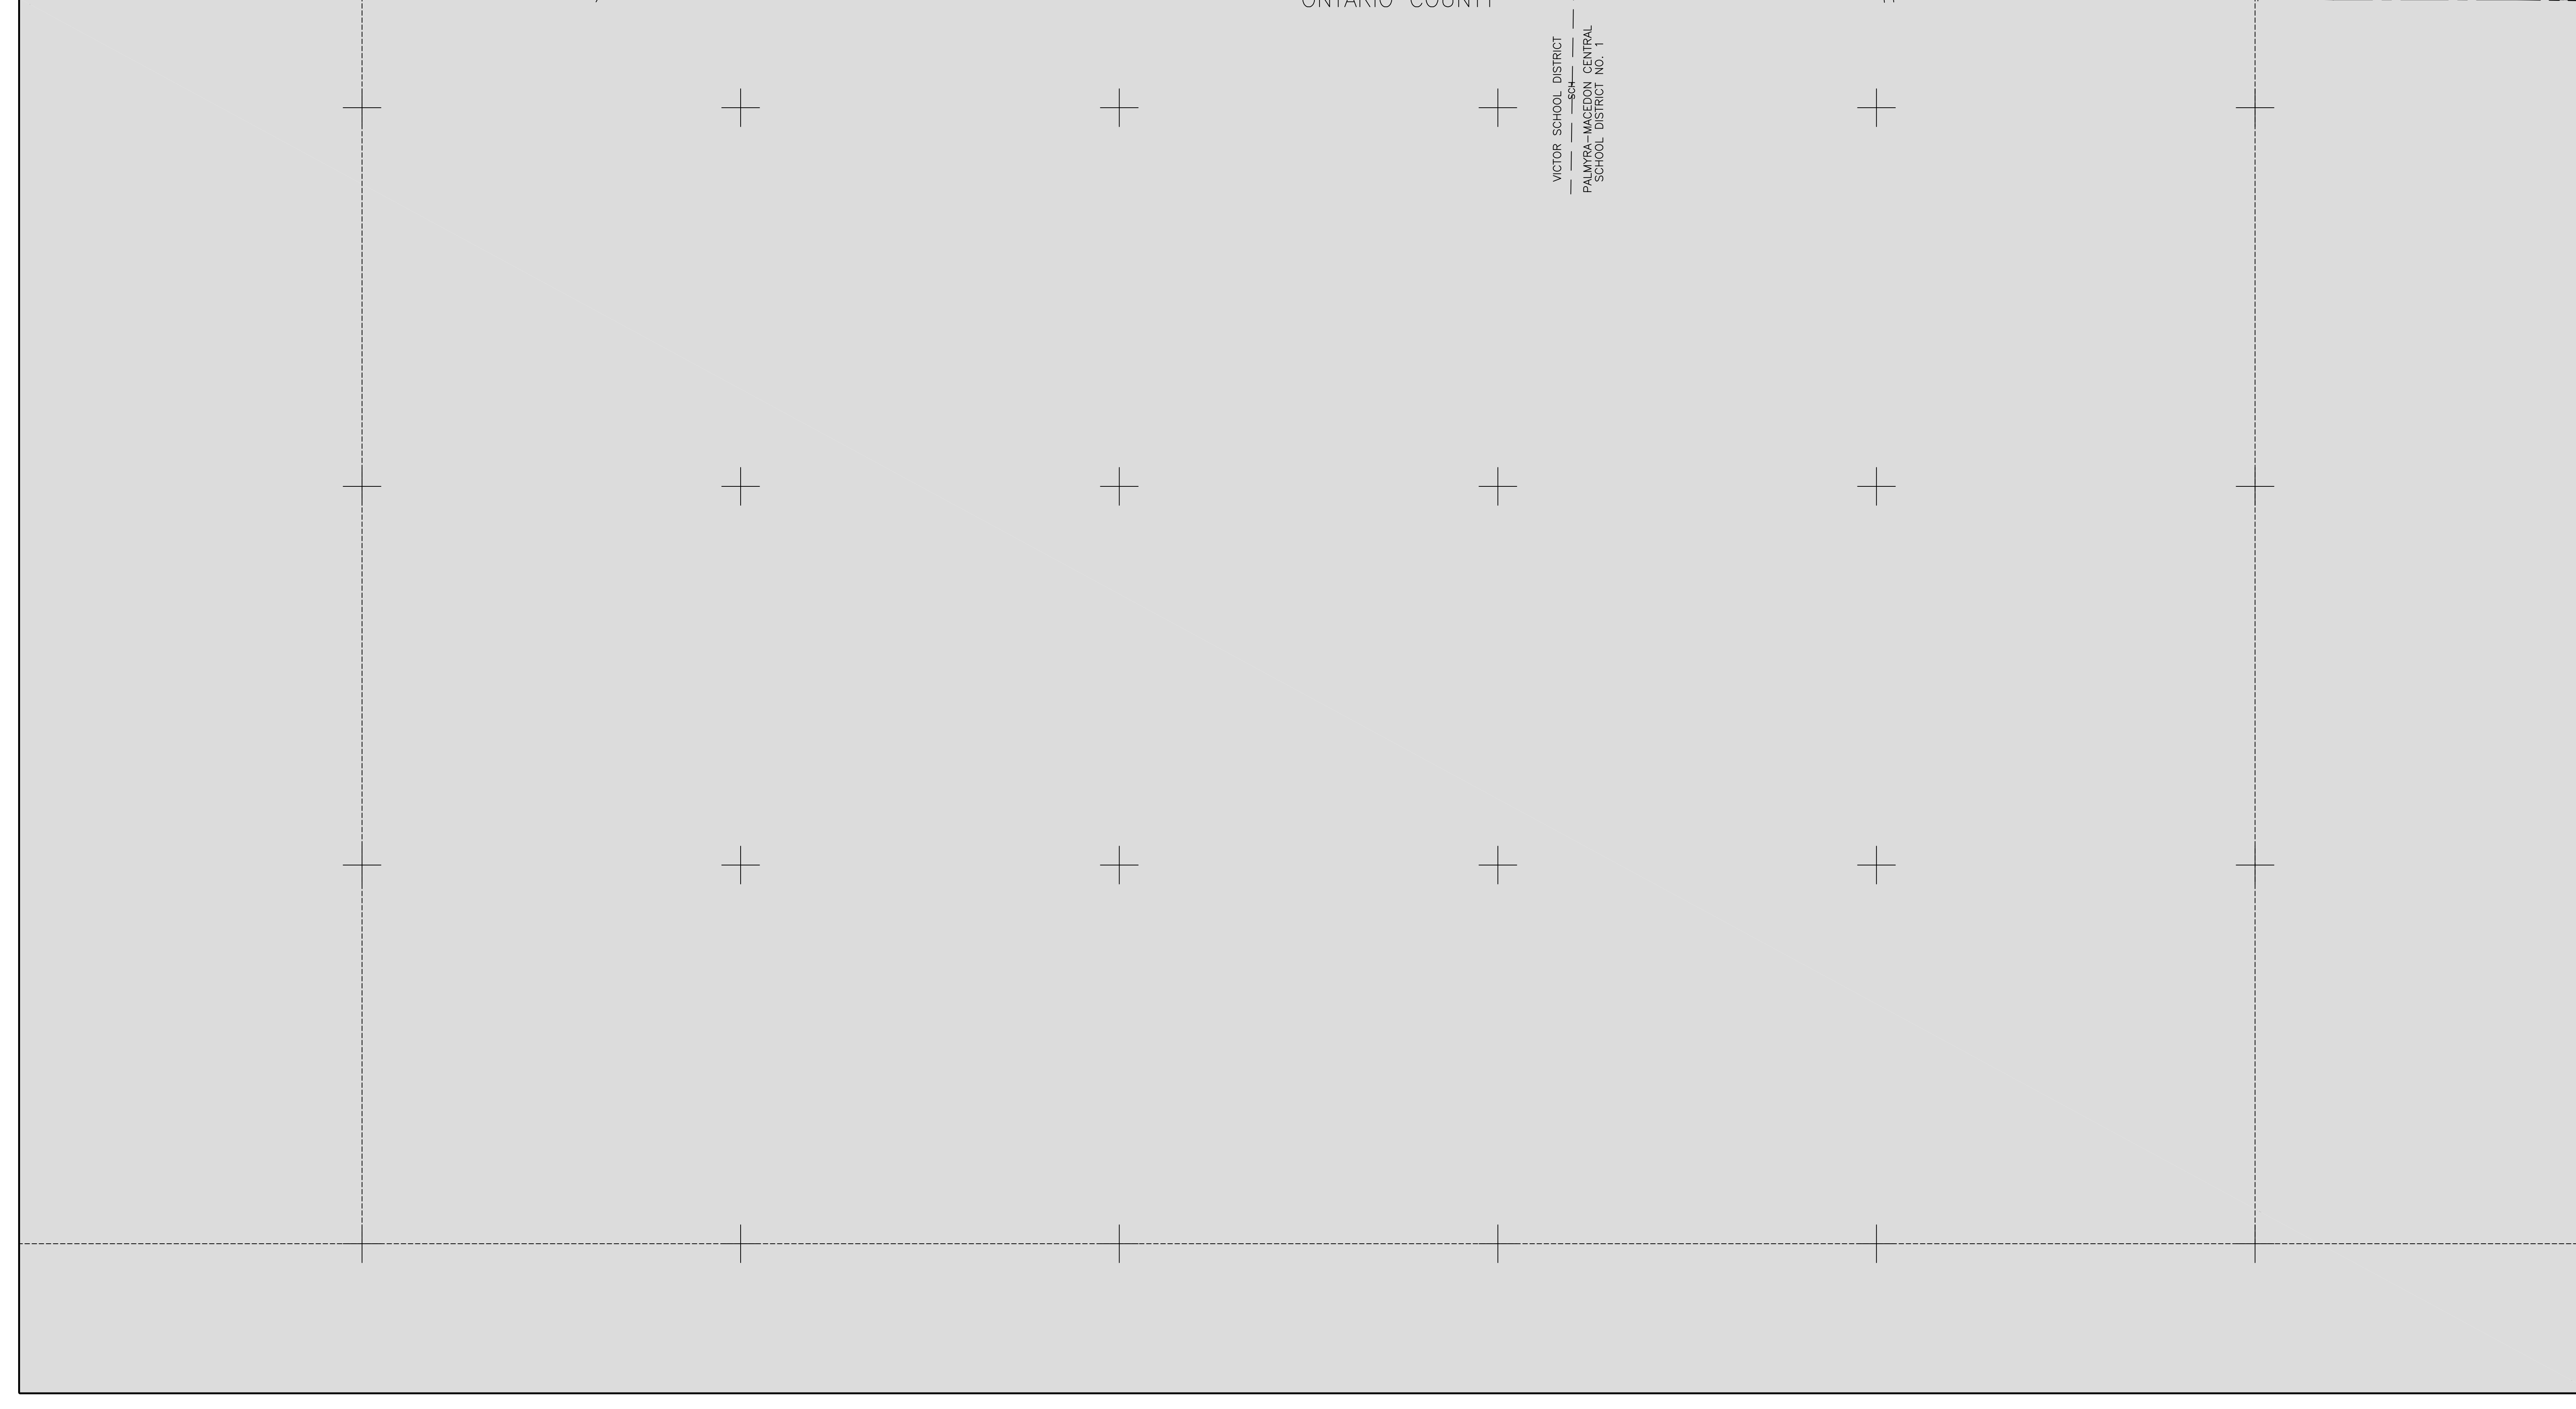 ONTARIO COUNTY
VICTOR SCHOOL DISTRICT
SCH
PALMYRA-MACEDON CENTRAL
SCHOOL DISTRICT NO. 1